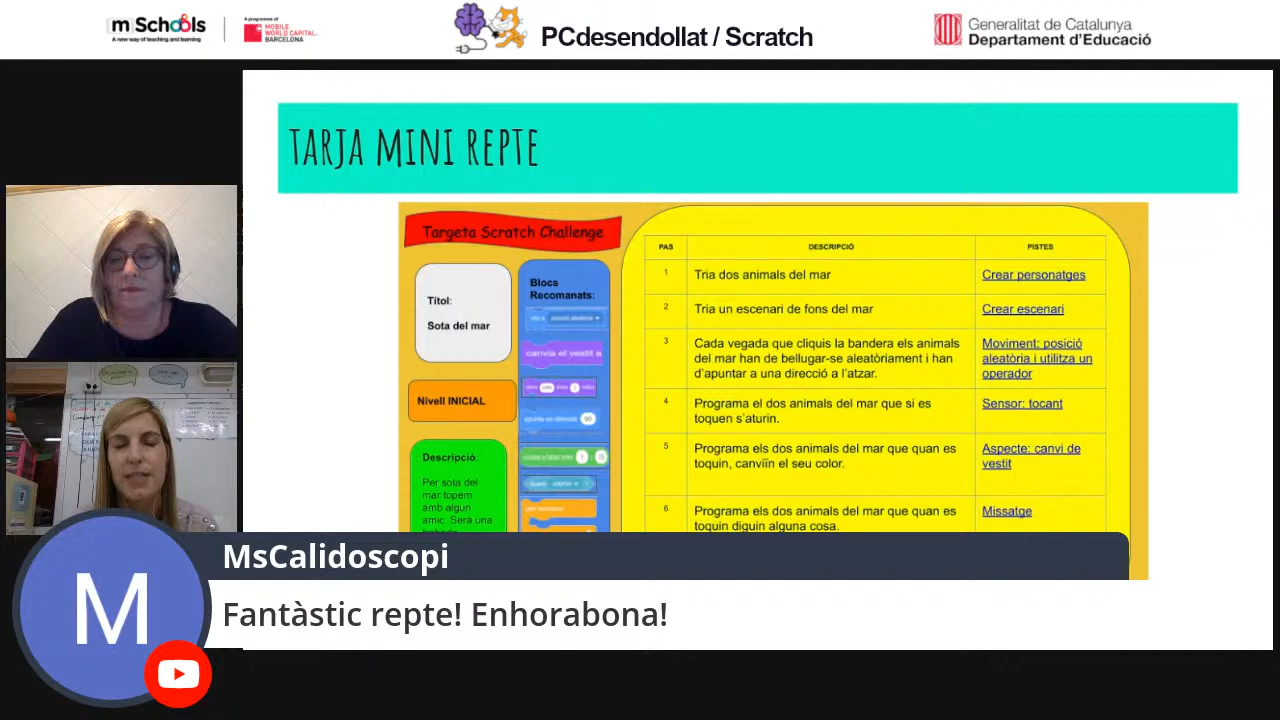 mSchools
A new way of teaching and learning
A programme of
MOBILE
WORLD CAPITAL
BARCELONA
PCdesendollat / Scratch
Generalitat de Catalunya
Departament d'Educació
TARJA MINI REPTE
Targeta Scratch Challenge
Títol:
Sota del mar
Nivell INICIAL
Descripció:
Per sota del
mar topem
amb algun
amic. Serà una
Blocs
Recomanats:
canvia el vestit a
PAS
DESCRIPCIÓ
PISTES
1
Tria dos animals del mar
Crear personatges
2
Tria un escenari de fons del mar
Crear escenari
3
Cada vegada que cliquis la bandera els animals
del mar han de bellugar-se aleatòriament i han
d'apuntar a una direcció a l'atzar.
Moviment: posició
aleatòria i utilitza un
operador
4
Programa el dos animals del mar que si es
toquen s'aturin.
Sensor: tocant
5
Programa els dos animals del mar que quan es
toquin, canviïn el seu color.
Aspecte: canvi de
vestit
6
Programa els dos animals del mar que quan es
toquin diguin alguna cosa.
Missatge
M
MsCalidoscopi
Fantàstic repte! Enhorabona!